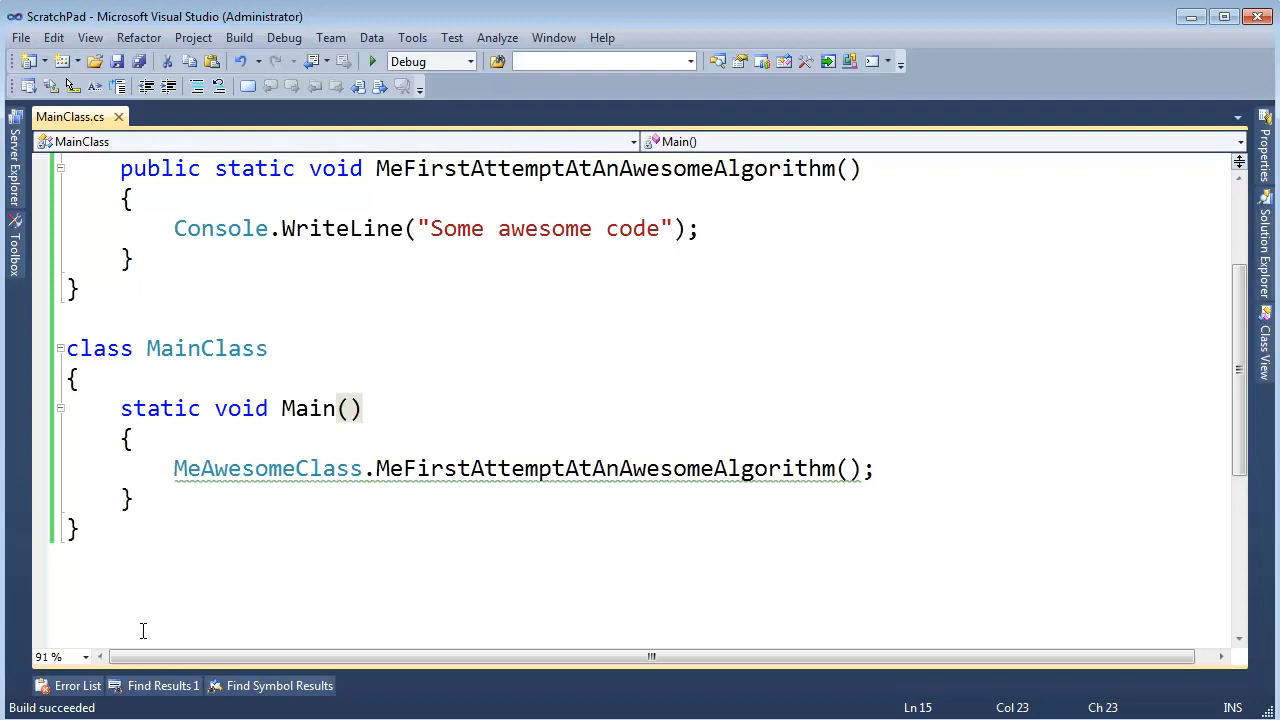 ScratchPad - Microsoft Visual Studio (Administrator)
File Edit View Refactor Project Build Debug Team Data Tools Test Analyze Window Help
Debug
MainClass.cs
MainClass Main()
Server Explorer
Toolbox
public static void MeFirstAttemptAtAnAwesomeAlgorithm()
{
Console.WriteLine("Some awesome code");
}
}
class MainClass
{
static void Main()
{
MeAwesomeClass.MeFirstAttemptAtAnAwesomeAlgorithm();
}
}
Properties
Solution Explorer
Class View
91 %
Error List Find Results 1 Find Symbol Results
Build succeeded Ln 15 Col 23 Ch 23 INS